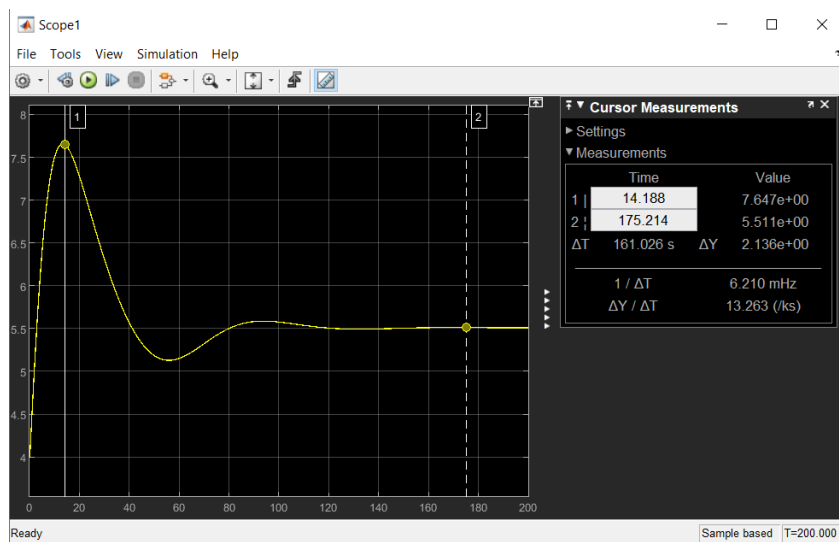 Scope1
File Tools View Simulation Help
8
7.5
7
6.5
6
5.5
5
4.5
4
1
2
0 20 40 60 80 100 120 140 160 180 200
Cursor Measurements
Settings
Measurements
Time Value
1 | 14.188 7.647e+00
2 ¦ 175.214 5.511e+00
ΔT 161.026 s ΔY 2.136e+00
1 / ΔT 6.210 mHz
ΔY / ΔT 13.263 (/ks)
Ready Sample based T=200.000